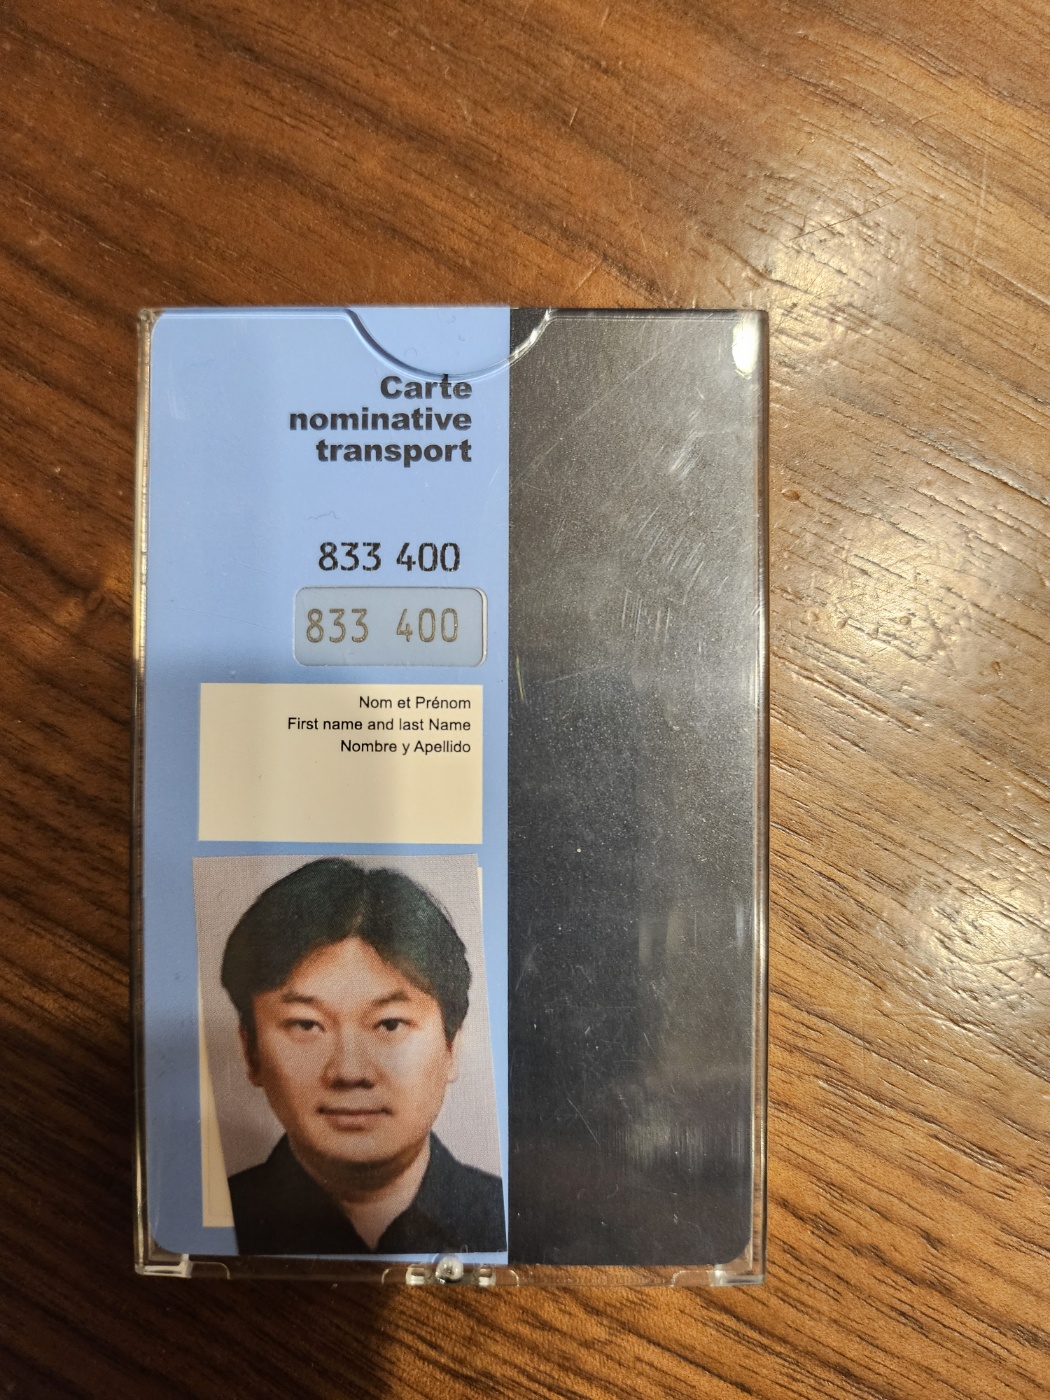 Carte
nominative
transport
833 400
833 400
Nom et Prénom
First name and last Name
Nombre y Apellido